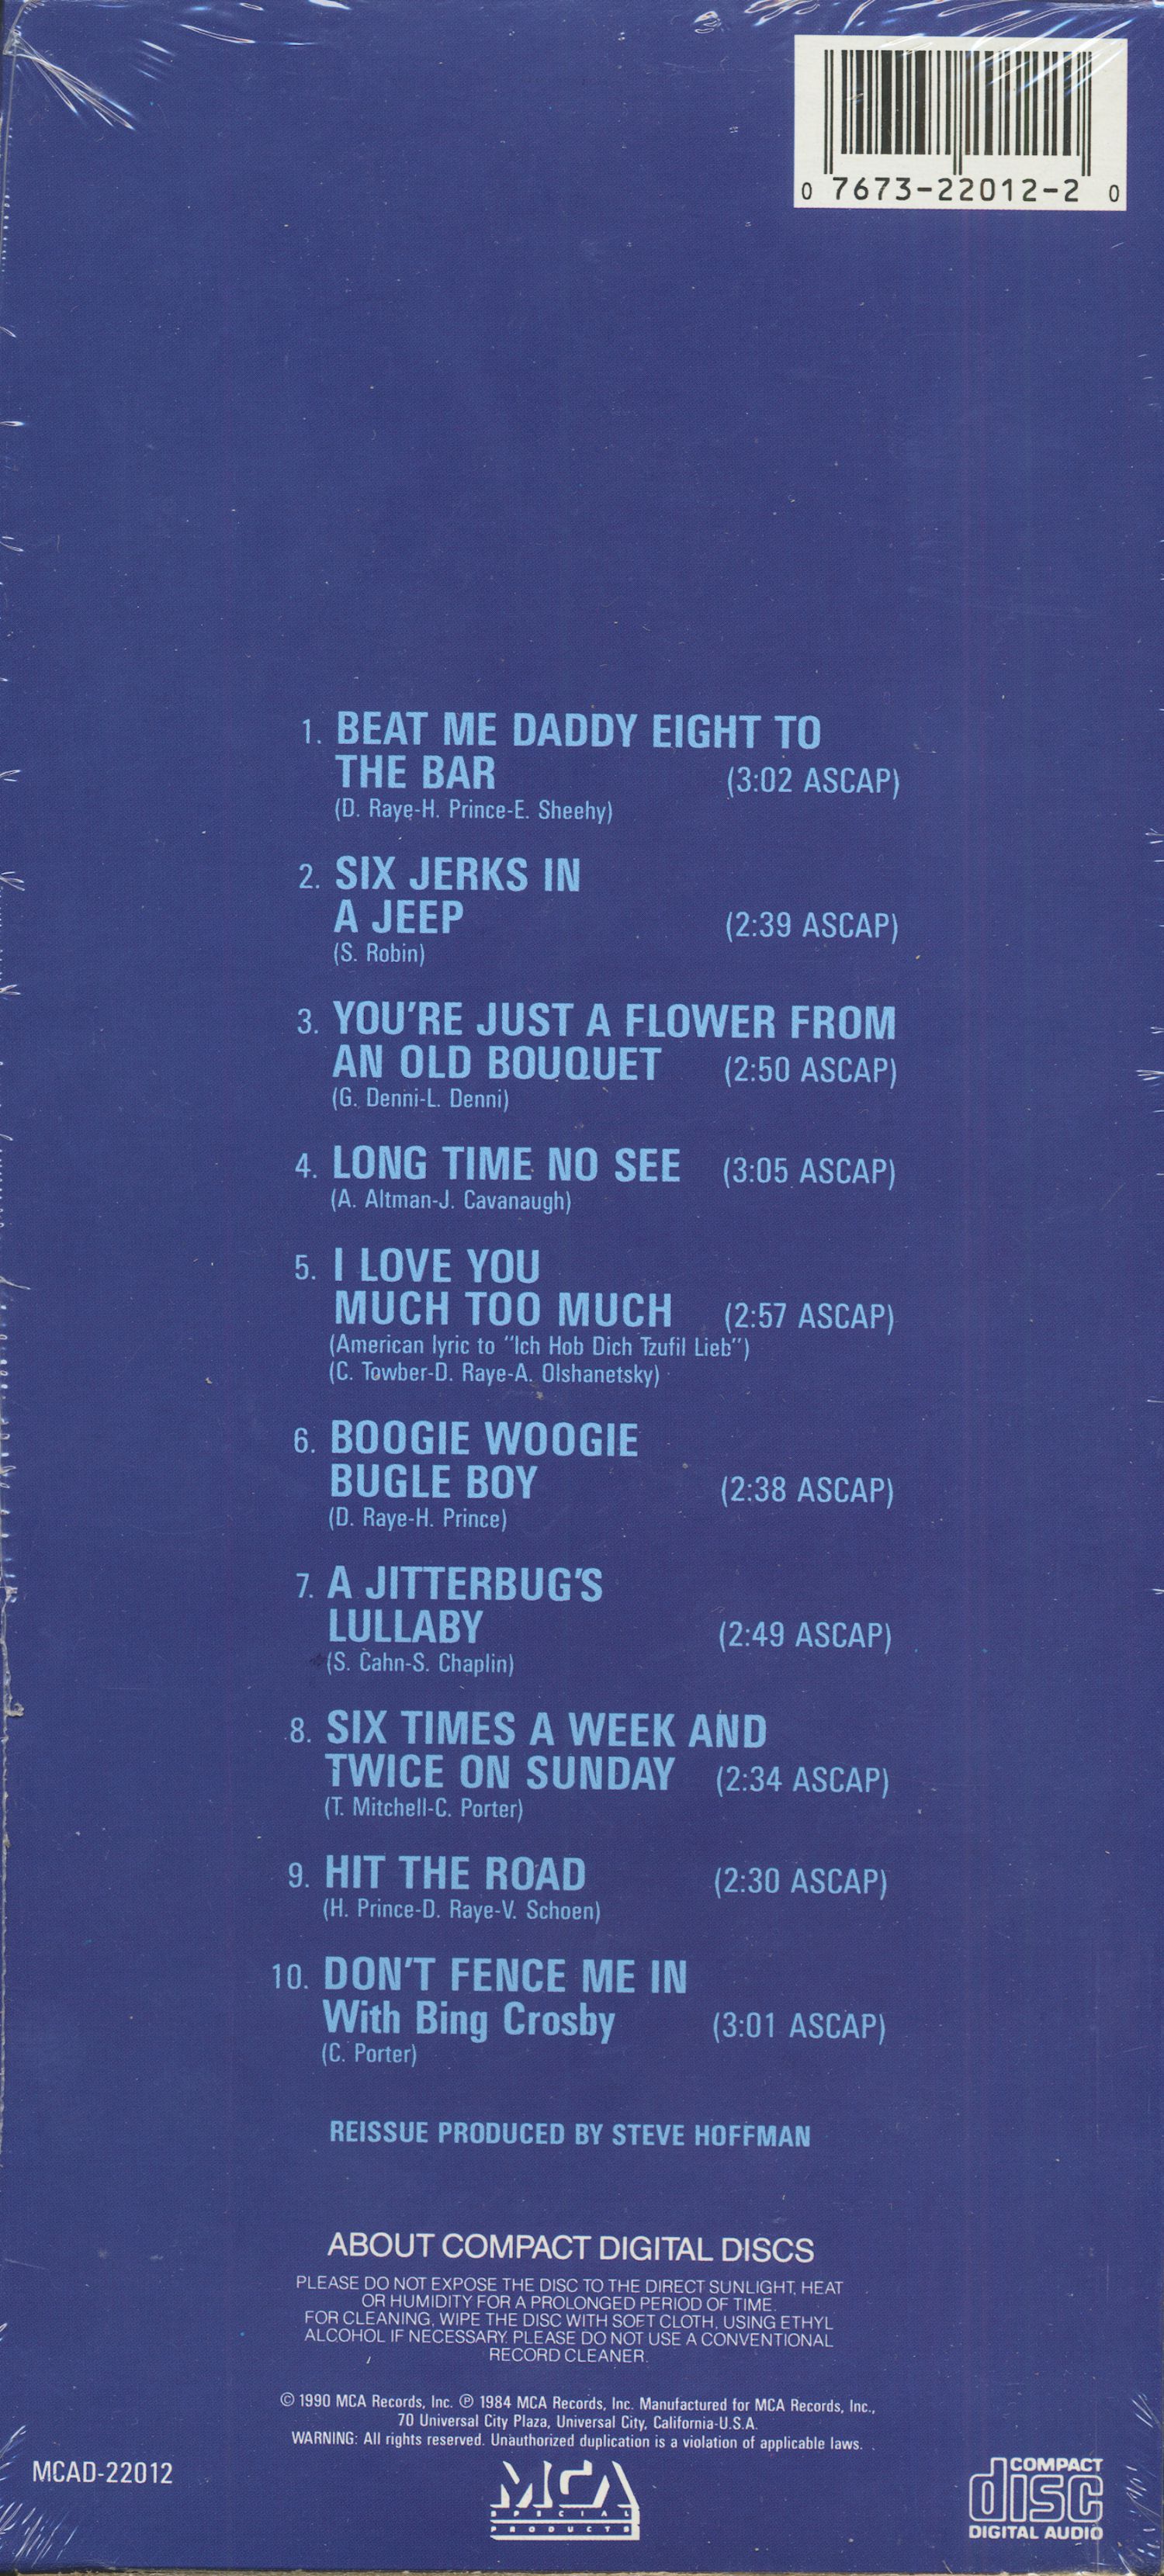 0 7673-22012-2 0
1. BEAT ME DADDY EIGHT TO
THE BAR (3:02 ASCAP)
(D. Raye-H. Prince-E. Sheehy)
2. SIX JERKS IN
A JEEP (2:39 ASCAP)
(S. Robin)
3. YOU'RE JUST A FLOWER FROM
AN OLD BOUQUET (2:50 ASCAP)
(G. Denni-L. Denni)
4. LONG TIME NO SEE (3:05 ASCAP)
(A. Altman-J. Cavanaugh)
5. I LOVE YOU
MUCH TOO MUCH (2:57 ASCAP)
(American lyric to "Ich Hob Dich Tzufil Lieb")
(C. Towber-D. Raye-A. Olshanetsky)
6. BOOGIE WOOGIE
BUGLE BOY (2:38 ASCAP)
(D. Raye-H. Prince)
7. A JITTERBUG'S
LULLABY (2:49 ASCAP)
(S. Cahn-S. Chaplin)
8. SIX TIMES A WEEK AND
TWICE ON SUNDAY (2:34 ASCAP)
(T. Mitchell-C. Porter)
9. HIT THE ROAD (2:30 ASCAP)
(H. Prince-D. Raye-V. Schoen)
10. DON'T FENCE ME IN
With Bing Crosby (3:01 ASCAP)
(C. Porter)
REISSUE PRODUCED BY STEVE HOFFMAN
ABOUT COMPACT DIGITAL DISCS
PLEASE DO NOT EXPOSE THE DISC TO THE DIRECT SUNLIGHT, HEAT
OR HUMIDITY FOR A PROLONGED PERIOD OF TIME.
FOR CLEANING, WIPE THE DISC WITH SOFT CLOTH, USING ETHYL
ALCOHOL IF NECESSARY. PLEASE DO NOT USE A CONVENTIONAL
RECORD CLEANER.
© 1990 MCA Records, Inc. ℗ 1984 MCA Records, Inc. Manufactured for MCA Records, Inc.,
70 Universal City Plaza, Universal City, California-U.S.A.
WARNING: All rights reserved. Unauthorized duplication is a violation of applicable laws.
MCAD-22012
MCA
SPECIAL
PRODUCTS
COMPACT
disc
DIGITAL AUDIO